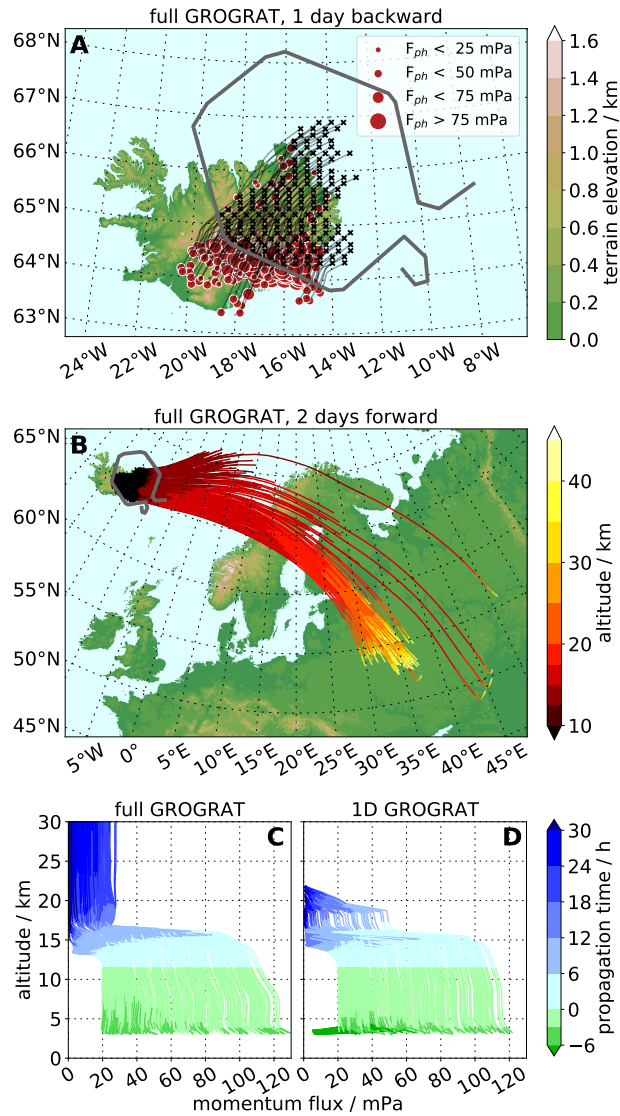 full GROGRAT, 1 day backward
A
68°N
67°N
66°N
65°N
64°N
63°N
F_ph < 25 mPa
F_ph < 50 mPa
F_ph < 75 mPa
F_ph > 75 mPa
24°W 22°W 20°W 18°W 16°W 14°W 12°W 10°W 8°W
1.6
1.4
1.2
1.0
0.8
0.6
0.4
0.2
0.0
terrain elevation / km
full GROGRAT, 2 days forward
B
65°N
60°N
55°N
50°N
45°N
5°W 0° 5°E 10°E 15°E 20°E 25°E 30°E 35°E 40°E 45°E
40
30
20
10
altitude / km
full GROGRAT
C
30
25
20
15
10
5
0
altitude / km
0 20 40 60 80 100 120
1D GROGRAT
D
0 20 40 60 80 100 120
momentum flux / mPa
30
24
18
12
6
0
−6
propagation time / h